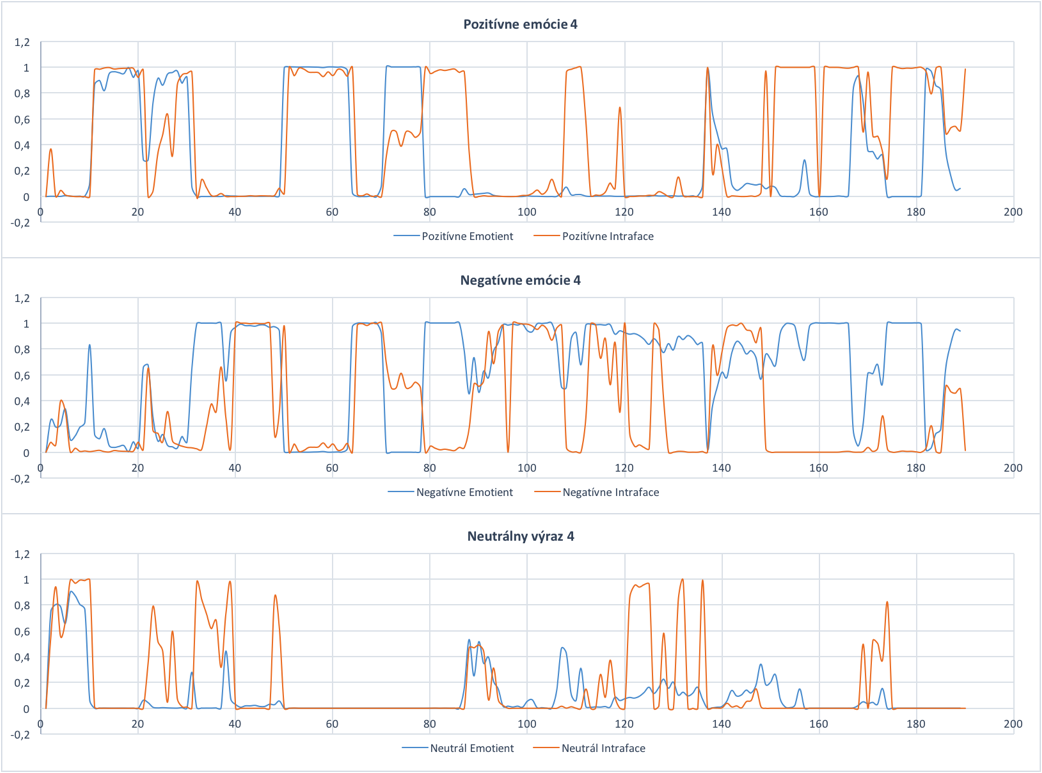 Pozitívne emócie 4
1,2
1
0,8
0,6
0,4
0,2
0
-0,2
0 20 40 60 80 100 120 140 160 180 200
Pozitívne Emotient Pozitívne Intraface
Negatívne emócie 4
1,2
1
0,8
0,6
0,4
0,2
0
-0,2
0 20 40 60 80 100 120 140 160 180 200
Negatívne Emotient Negatívne Intraface
Neutrálny výraz 4
1,2
1
0,8
0,6
0,4
0,2
0
-0,2
0 20 40 60 80 100 120 140 160 180 200
Neutrál Emotient Neutrál Intraface